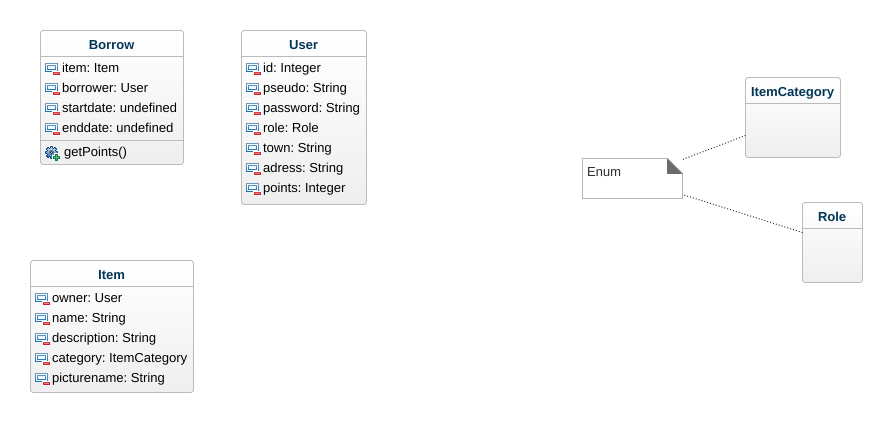 Borrow
item: Item
borrower: User
startdate: undefined
enddate: undefined
getPoints()
User
id: Integer
pseudo: String
password: String
role: Role
town: String
adress: String
points: Integer
ItemCategory
Enum
Role
Item
owner: User
name: String
description: String
category: ItemCategory
picturename: String